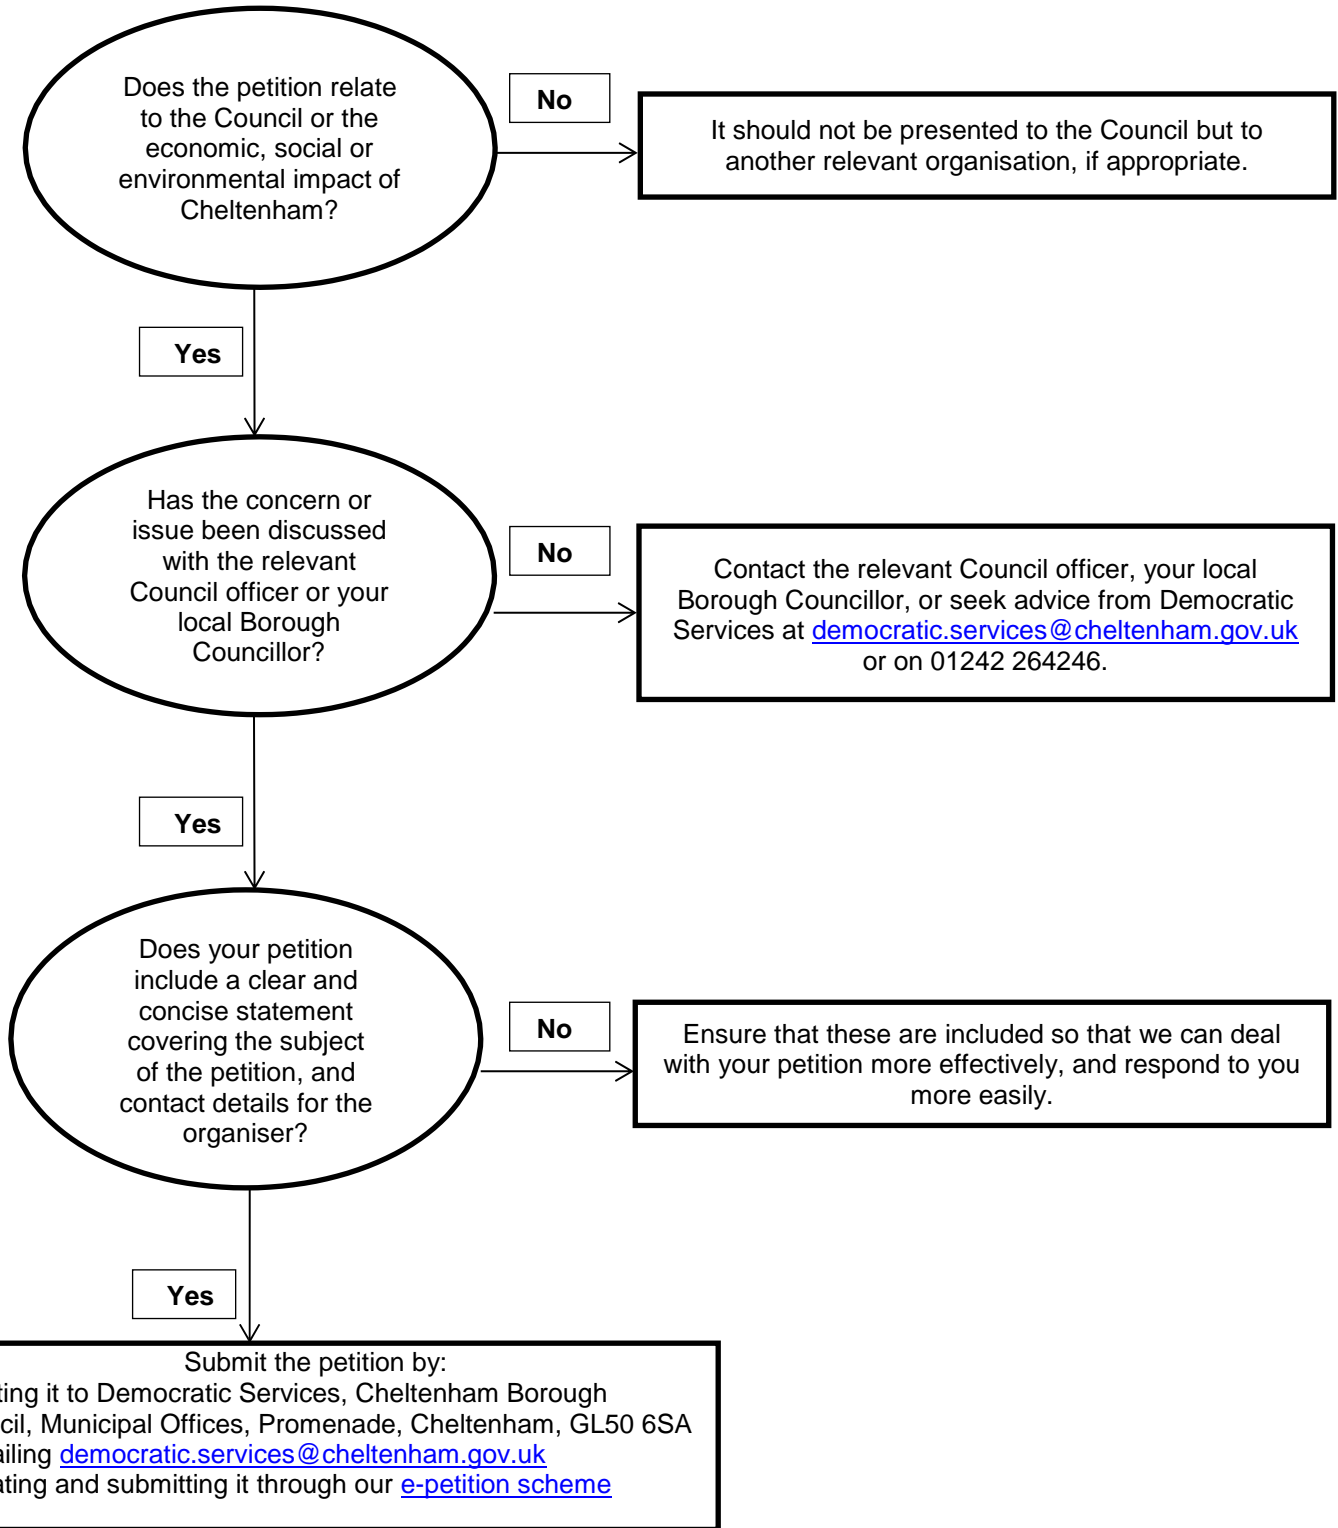 Does the petition relate
to the Council or the
economic, social or
environmental impact of
Cheltenham?
No
It should not be presented to the Council but to
another relevant organisation, if appropriate.
Yes
Has the concern or
issue been discussed
with the relevant
Council officer or your
local Borough
Councillor?
No
Contact the relevant Council officer, your local
Borough Councillor, or seek advice from Democratic
Services at democratic.services@cheltenham.gov.uk
or on 01242 264246.
Yes
Does your petition
include a clear and
concise statement
covering the subject
of the petition, and
contact details for the
organiser?
No
Ensure that these are included so that we can deal
with your petition more effectively, and respond to you
more easily.
Yes
Submit the petition by:
it to Democratic Services, Cheltenham Borough
Municipal Offices, Promenade, Cheltenham, GL50 6SA
democratic.services@cheltenham.gov.uk
and submitting it through our e-petition scheme